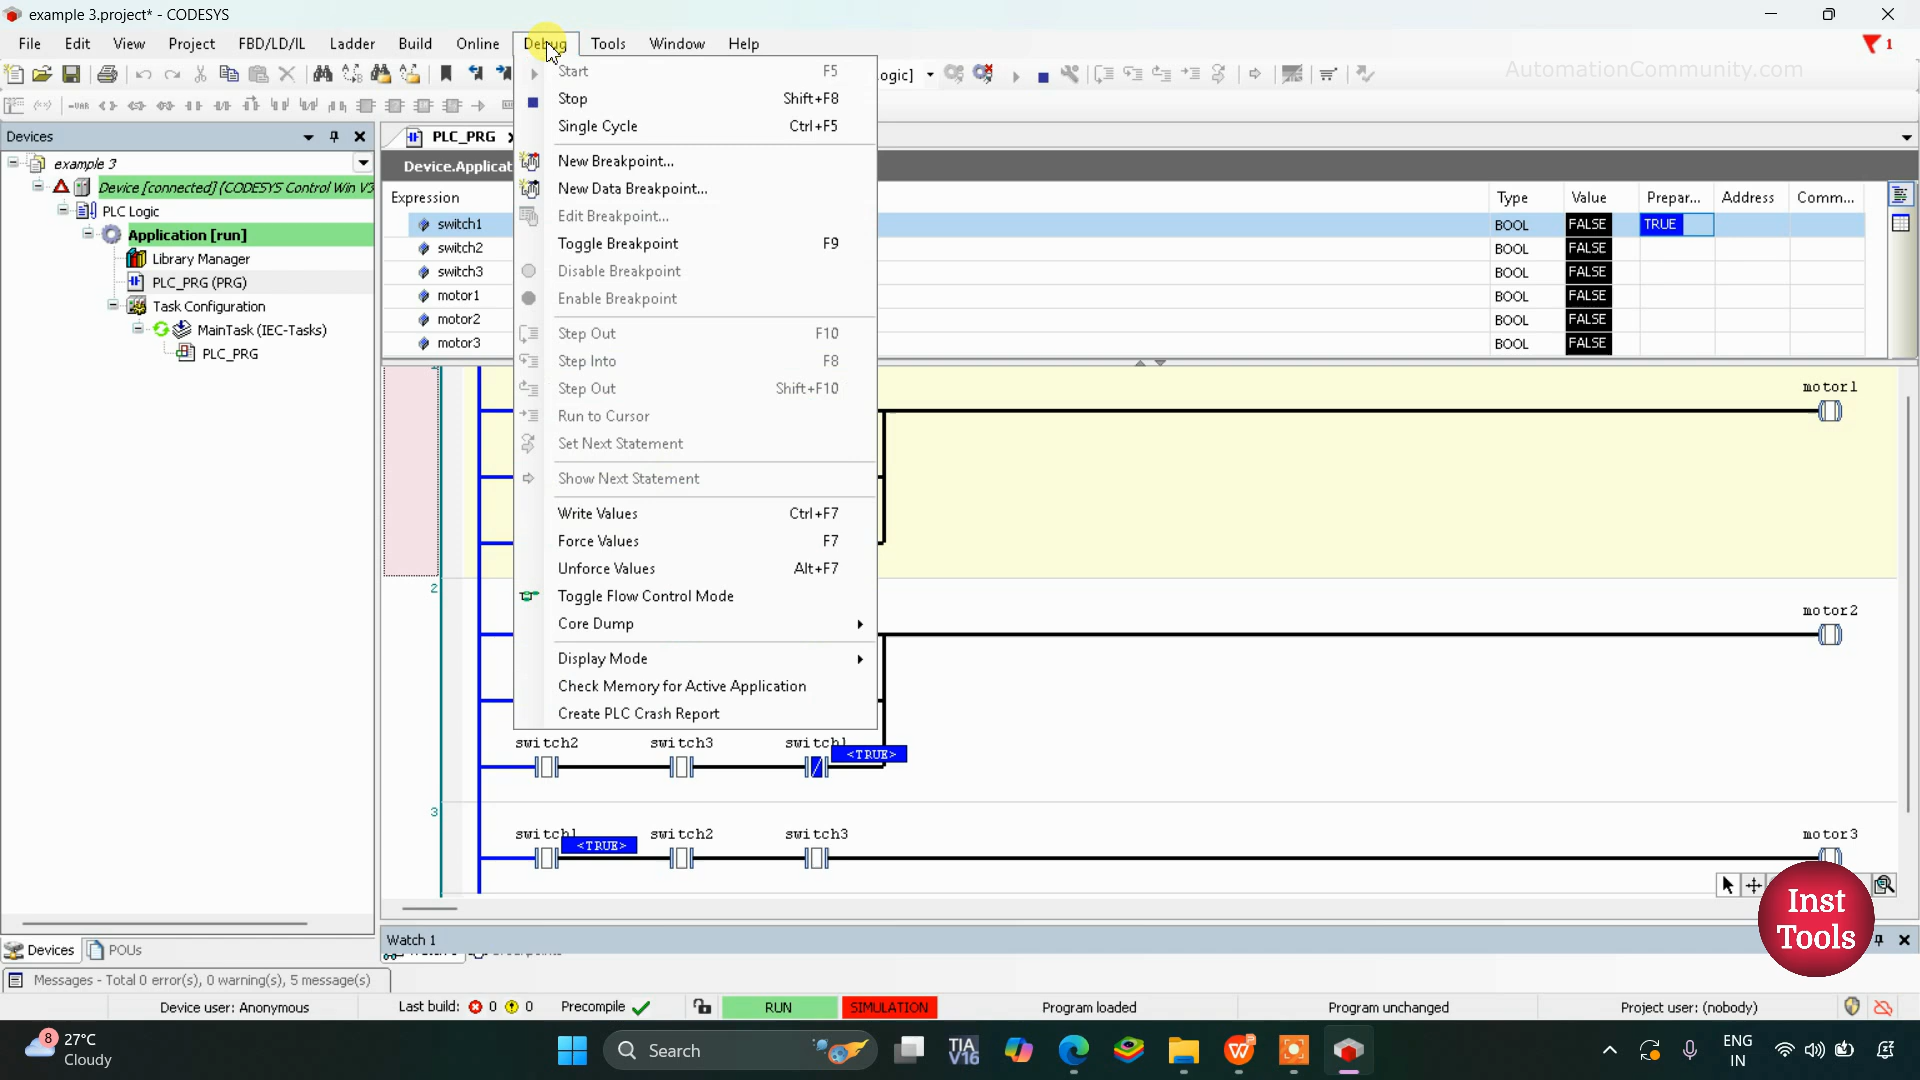 example 3.project* - CODESYS
File Edit View Project FBD/LD/IL Ladder Build Online Debug Tools Window Help
1
AutomationCommunity.com
ogic]
Start F5
Stop Shift+F8
Single Cycle Ctrl+F5
New Breakpoint...
New Data Breakpoint...
Edit Breakpoint...
Toggle Breakpoint F9
Disable Breakpoint
Enable Breakpoint
Step Out F10
Step Into F8
Step Out Shift+F10
Run to Cursor
Set Next Statement
Show Next Statement
Write Values Ctrl+F7
Force Values F7
Unforce Values Alt+F7
Toggle Flow Control Mode
Core Dump
Display Mode
Check Memory for Active Application
Create PLC Crash Report
Devices
example 3
Device [connected] (CODESYS Control Win V3
PLC Logic
Application [run]
Library Manager
PLC_PRG (PRG)
Task Configuration
MainTask (IEC-Tasks)
PLC_PRG
PLC_PRG
Device.Applicat
Expression Type Value Prepar... Address Comm...
switch1 BOOL FALSE TRUE
switch2 BOOL FALSE
switch3 BOOL FALSE
motor1 BOOL FALSE
motor2 BOOL FALSE
motor3 BOOL FALSE
motor1
2
motor2
switch2 switch3 switch1
<TRUE>
3
switch1 switch2 switch3 motor3
<TRUE>
Inst
Tools
Devices POUs
Watch 1
Messages - Total 0 error(s), 0 warning(s), 5 message(s)
Device user: Anonymous Last build: 0 0 Precompile RUN SIMULATION Program loaded Program unchanged Project user: (nobody)
8
27°C
Cloudy
Search
TIA
V16
ENG
IN